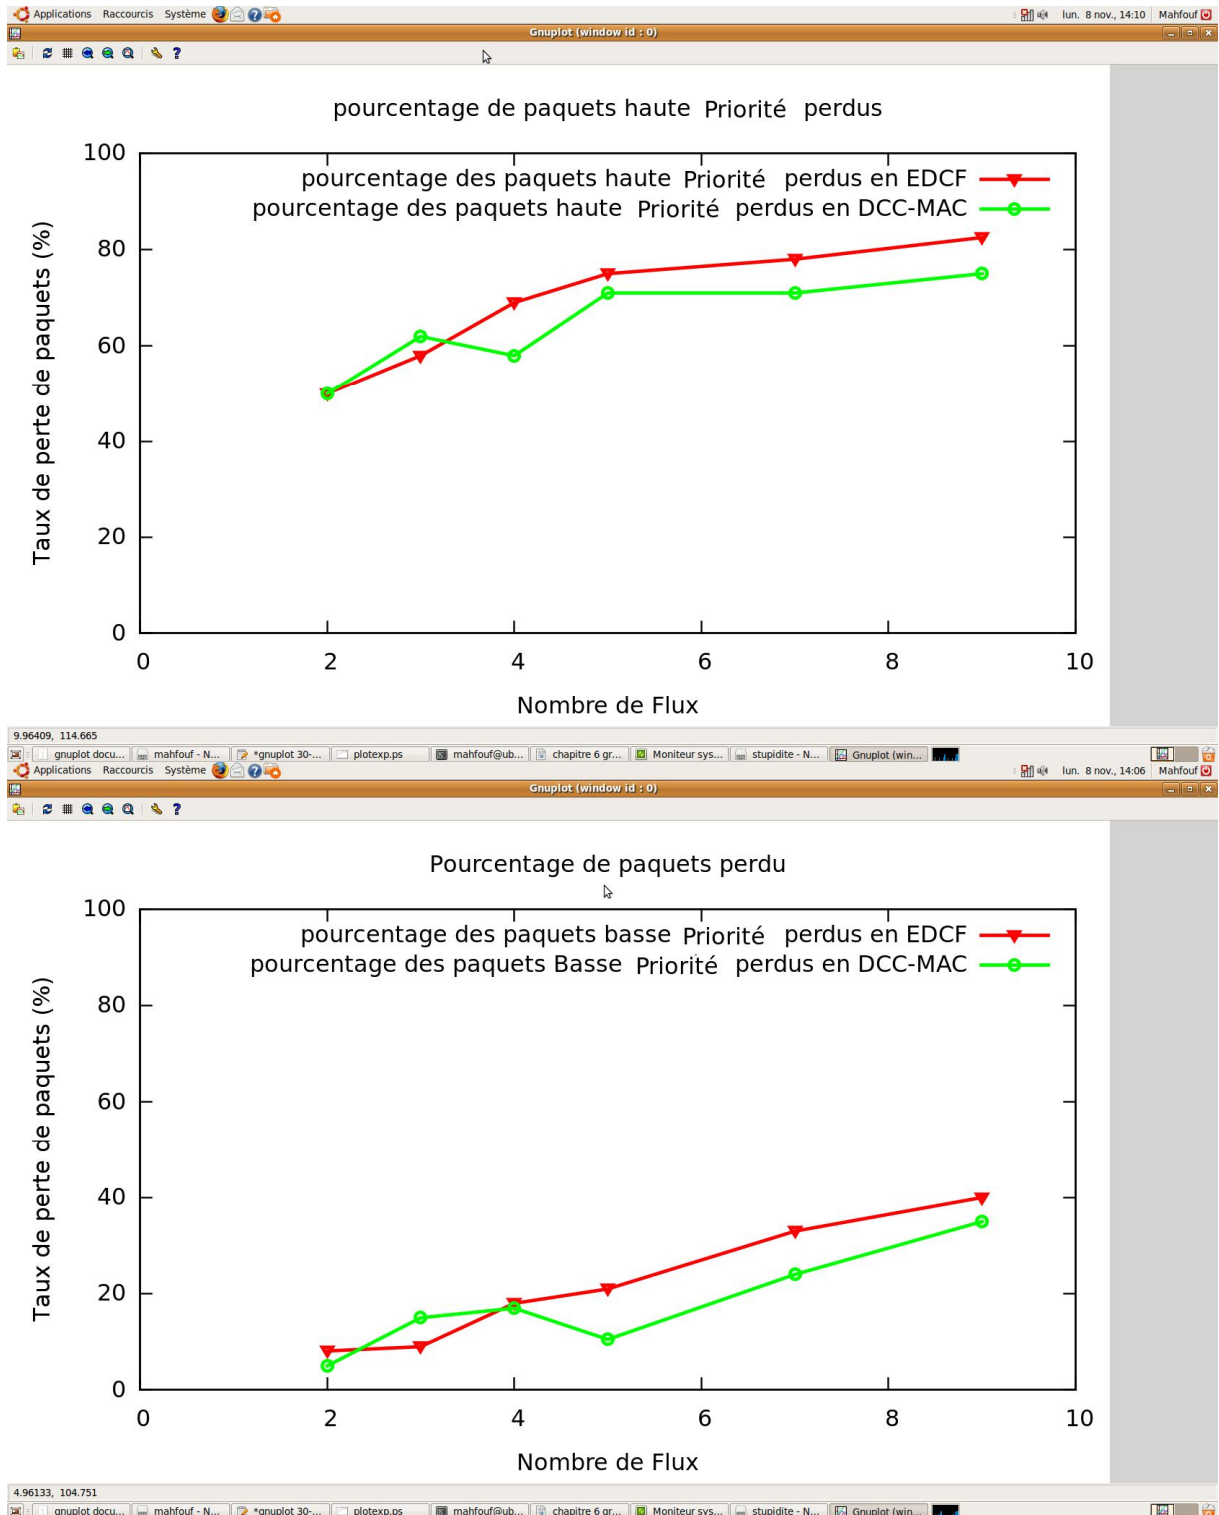 Applications Raccourcis Système lun. 8 nov., 14:10 Mahfouf
Gnuplot (window id : 0)
pourcentage de paquets haute Priorité perdus
100
pourcentage des paquets haute Priorité perdus en EDCF
pourcentage des paquets haute Priorité perdus en DCC-MAC
80
60
40
20
0
Taux de perte de paquets (%)
0 2 4 6 8 10
Nombre de Flux
9.96409, 114.665
gnuplot docu... mahfouf - N... *gnuplot 30-... plotexp.ps mahfouf@ub... chapitre 6 gr... Moniteur sys... stupidite - N... Gnuplot (win...
Applications Raccourcis Système lun. 8 nov., 14:06 Mahfouf
Gnuplot (window id : 0)
Pourcentage de paquets perdu
100
pourcentage des paquets basse Priorité perdus en EDCF
pourcentage des paquets Basse Priorité perdus en DCC-MAC
80
60
40
20
0
Taux de perte de paquets (%)
0 2 4 6 8 10
Nombre de Flux
4.96133, 104.751
gnuplot docu... mahfouf - N... *gnuplot 30-... plotexp.ps mahfouf@ub... chapitre 6 gr... Moniteur sys... stupidite - N... Gnuplot (win...